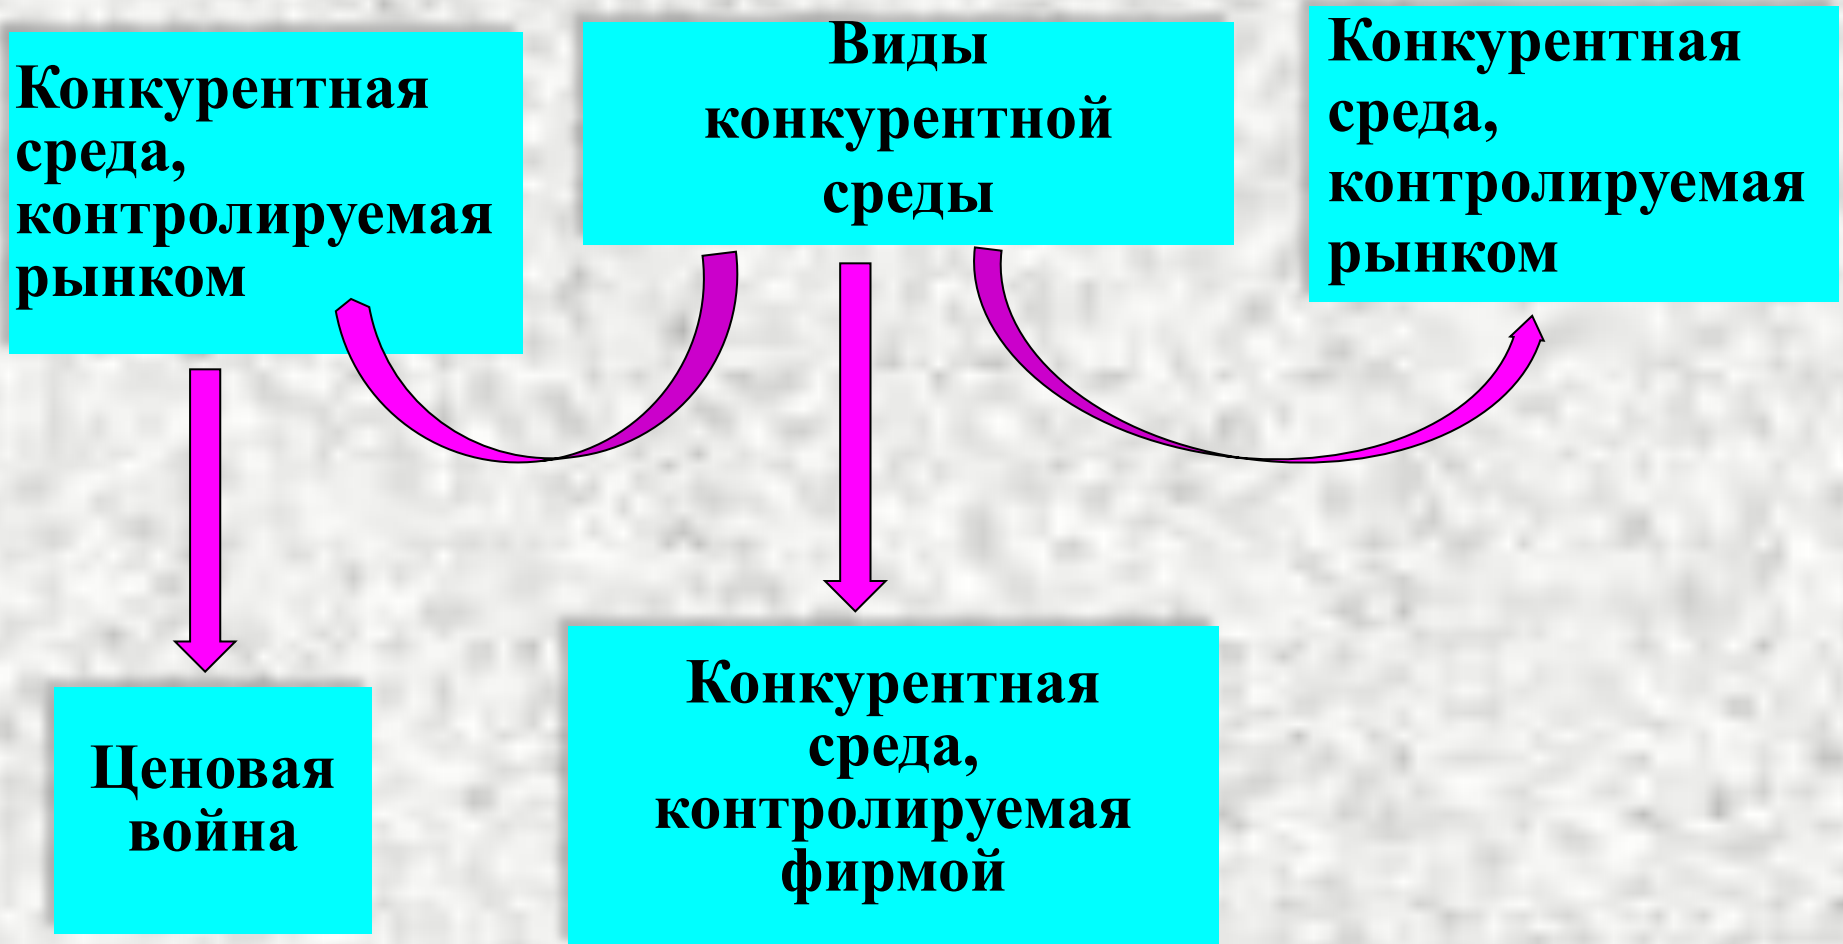 Конкурентная
среда,
контролируемая
рынком
Виды
конкурентной
среды
Конкурентная
среда,
контролируемая
рынком
Ценовая
война
Конкурентная
среда,
контролируемая
фирмой